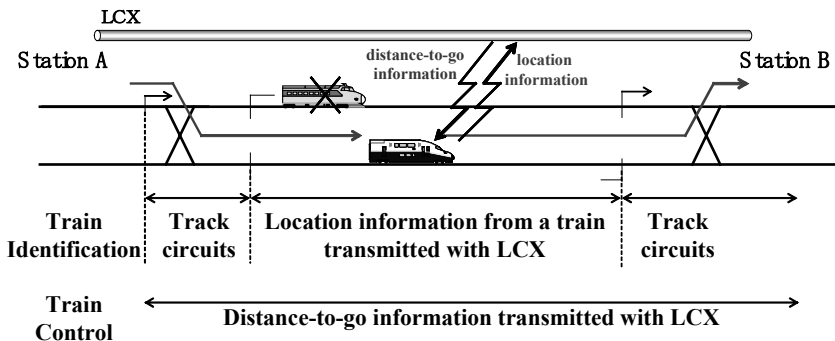 LCX
Station A
distance-to-go
information
location
information
Station B
Train
Identification
Track
circuits
Location information from a train
transmitted with LCX
Track
circuits
Train
Control
Distance-to-go information transmitted with LCX